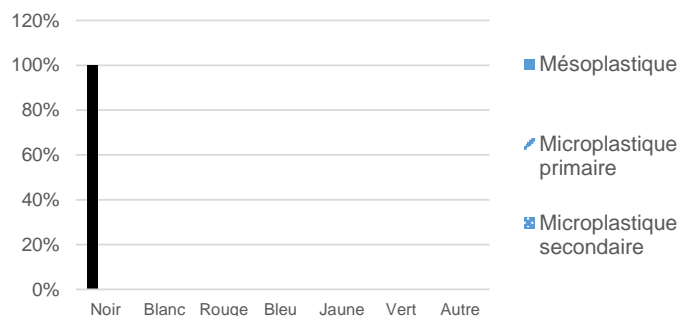 120%
100%
80%
60%
40%
20%
0%
Noir Blanc Rouge Bleu Jaune Vert Autre
Mésoplastique
Microplastique
primaire
Microplastique
secondaire